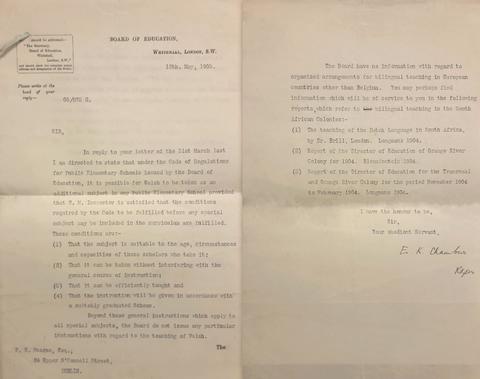 should be addressed—
"The Secretary,
Board of Education,
Whitehall,
London, S.W."
BOARD OF EDUCATION,
WHITEHALL, LONDON, S.W.
May, 1905.
Please write at the
head of your
reply:—
SIR,
In reply to your letter of the 31st March last
I am directed to state that under the Code of Regulations
for Public Elementary Schools issued by the Board of
Education, it is possible for Welsh to be taken as an
additional subject in any Public Elementary School provided
that H. M. Inspector is satisfied that the conditions
required by the Code to be fulfilled before any special
subject may be included in the curriculum are fulfilled.
These conditions are:-
(1) That the subject is suitable to the age, circumstances
and capacities of those scholars who take it;
(2) That it can be taken without interfering with the
general course of instruction;
(3) That it can be efficiently taught and
(4) That the instruction will be given in accordance with
a suitably graduated Scheme.
Beyond these general instructions which apply to
all special subjects, the Board do not issue any particular
instructions with regard to the teaching of Welsh.
The
P. H. Pearse, Esq.,
Upper O'Connell Street,
DUBLIN.
The Board have no information with regard to
organised arrangements for bilingual teaching in European
countries other than Belgium. You may perhaps find
information which will be of service to you in the following
reports which refer to bilingual teaching in the South
African Colonies:
(1) The teaching of the Dutch Language in South Africa,
by Dr. Brill, London. Longmans 1904.
(2) Report of the Director of Education of Orange River
Colony for 1904. Bloemfontein 1904.
(3) Report of the Director of Education for the Transvaal
and Orange River Colony for the period November
to February 1904. Longmans 1904.
I have the honour to be,
Sir,
Your obedient Servant,
E. K. Chambers